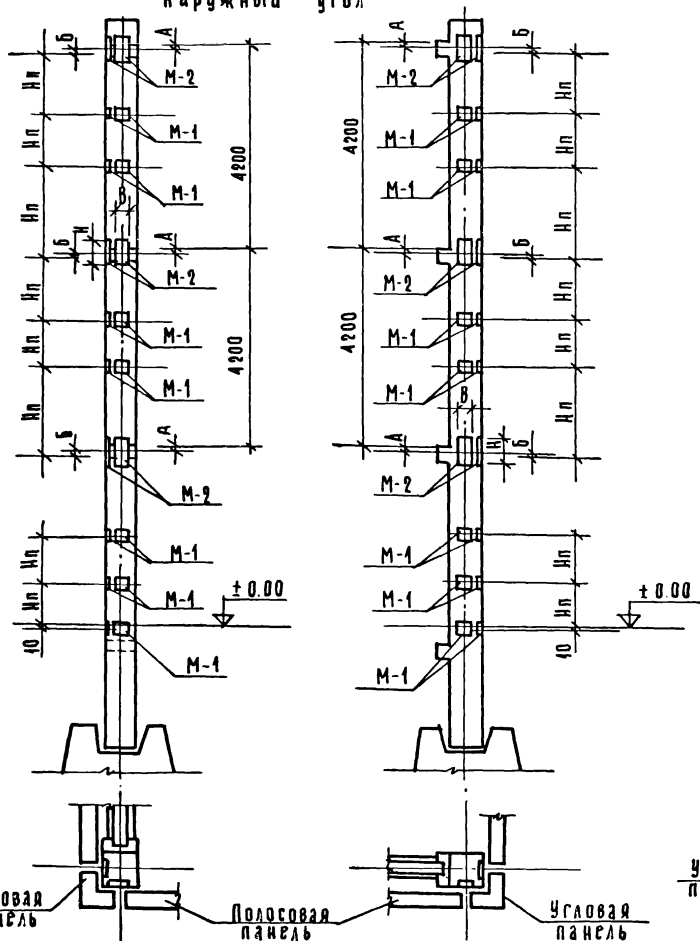 Наружный угол
А
Б
М-2
Нп
М-1
4200
Нп
М-1
В
Нп
Н
Б
А
М-2
Нп
М-1
Нп
М-1
4200
Нп
Б
А
М-2
М-1
Нп
М-1
Нп
± 0.00
10
М-1
А
Б
М-2
Нп
М-1
4200
Нп
М-1
Нп
А
Б
М-2
Нп
М-1
Нп
4200
М-1
В
Нп
А
Н
Б
М-2
М-1
Нп
М-1
Нп
± 0.00
10
М-1
Полосовая
панель
Угловая
панель